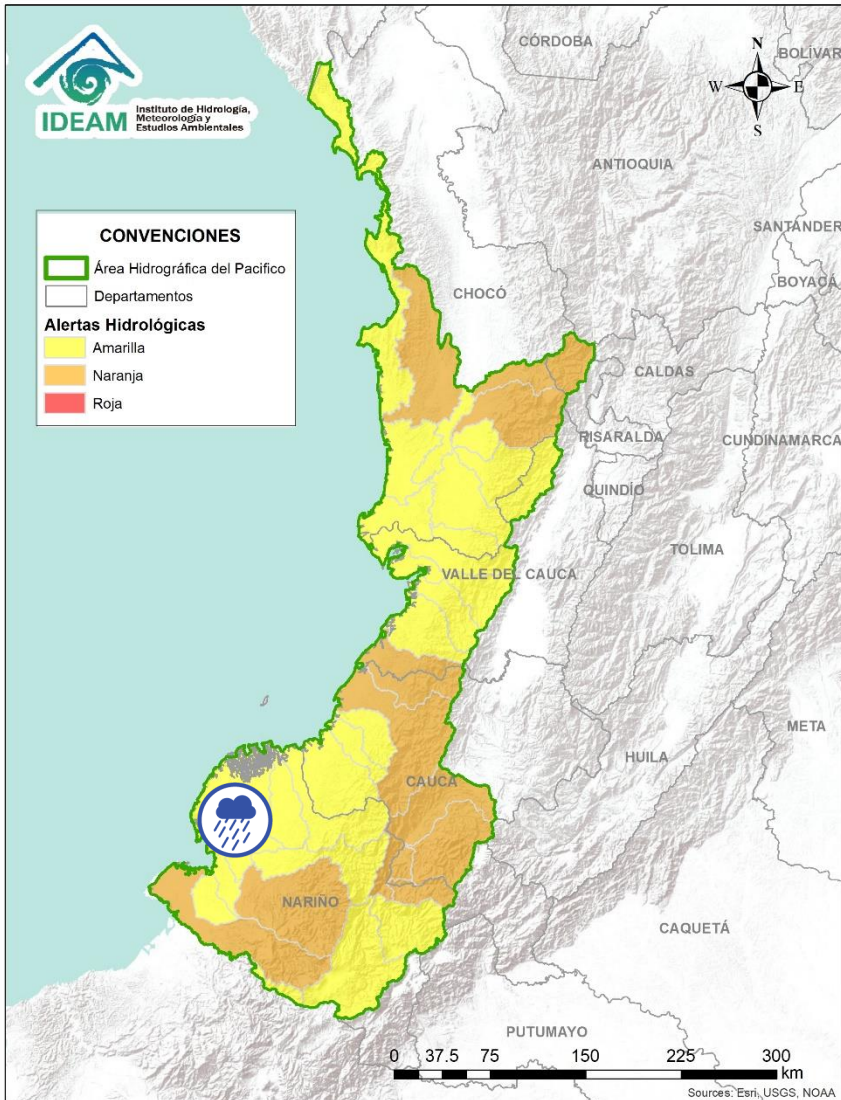 IDEAM
Instituto de Hidrología,
Meteorología y
Estudios Ambientales
CÓRDOBA
BOLÍVAR
N
W
E
S
ANTIOQUIA
SANTANDER
BOYACÁ
CONVENCIONES
Área Hidrográfica del Pacifico
Departamentos
Alertas Hidrológicas
Amarilla
Naranja
Roja
CHOCÓ
CALDAS
RISARALDA
CUNDINAMARCA
QUINDÍO
TOLIMA
VALLE DEL CAUCA
META
HUILA
CAUCA
NARIÑO
CAQUETÁ
PUTUMAYO
0 37.5 75 150 225 300
km
Sources: Esri, USGS, NOAA